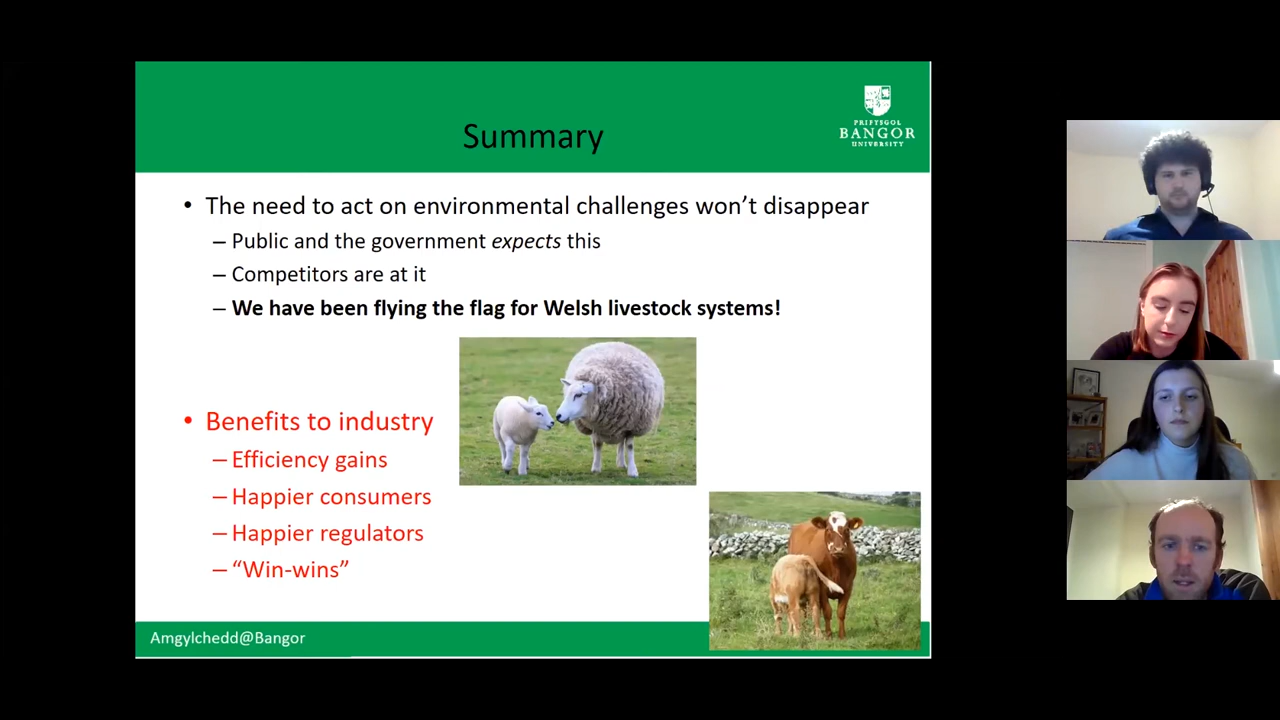 Summary
PRIFYSGOL
BANGOR
UNIVERSITY
• The need to act on environmental challenges won’t disappear
– Public and the government expects this
– Competitors are at it
– We have been flying the flag for Welsh livestock systems!
• Benefits to industry
– Efficiency gains
– Happier consumers
– Happier regulators
– “Win-wins”
Amgylchedd@Bangor